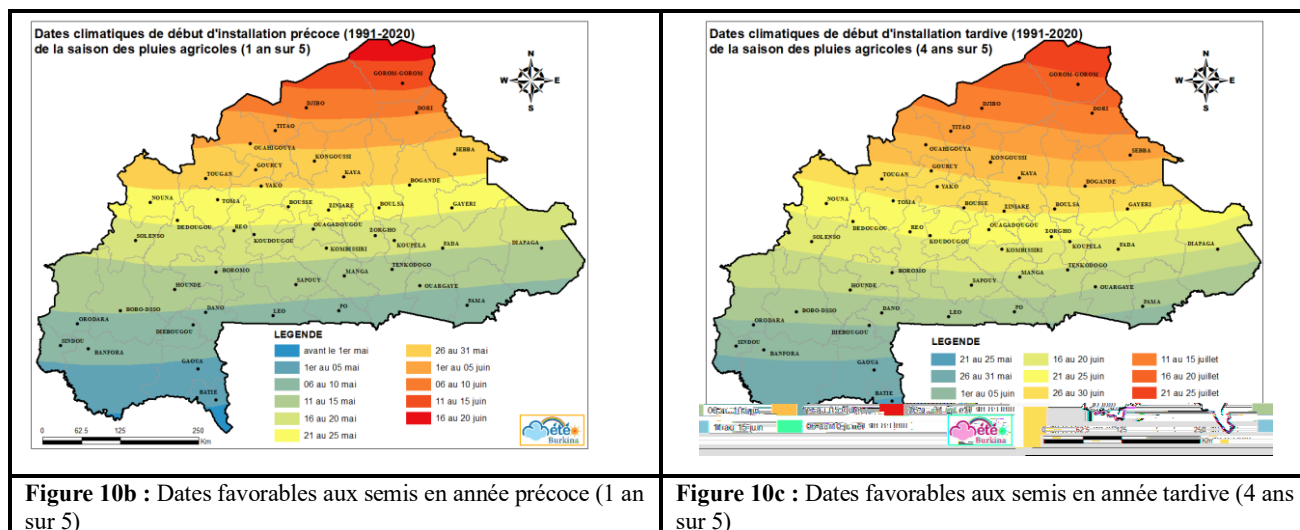 Dates climatiques de début d'installation précoce (1991-2020)
de la saison des pluies agricoles (1 an sur 5)
N
W E
S
GOROM-GOROM
DJIBO
DORI
TITAO
OUAHIGOUYA
KONGOUSSI
SEBBA
GOURCY
TOUGAN
KAYA
YAKO
BOGANDE
NOUNA
TOMA
BOUSSE
ZINIARE
BOULSA
GAYERI
DEDOUGOU
REO
OUAGADOUGOU
SOLENSO
KOUDOUGOU
ZORGHO
KOMBISSIRI
KOUPELA
FADA
DIAPAGA
BOROMO
TENKODOGO
MANGA
HOUNDE
SAPOUY
OUARGAYE
BOBO-DSSO
DANO
LEO
PO
PAMA
ORODARA
DIEBOUGOU
SINDOU
BANFORA
GAOUA
BATIE
LEGENDE
avant le 1er mai
1er au 05 mai
06 au 10 mai
11 au 15 mai
16 au 20 mai
21 au 25 mai
26 au 31 mai
1er au 05 juin
06 au 10 juin
11 au 15 juin
16 au 20 juin
0 62.5 125 250
Km
été
Burkina
Figure 10b : Dates favorables aux semis en année précoce (1 an
sur 5)
Dates climatiques de début d'installation tardive (1991-2020)
de la saison des pluies agricoles (4 ans sur 5)
N
W E
S
GOROM-GOROM
DJIBO
DORI
TITAO
OUAHIGOUYA
KONGOUSSI
SEBBA
GOURCY
TOUGAN
KAYA
YAKO
BOGANDE
NOUNA
TOMA
BOUSSE
ZINIARE
BOULSA
GAYERI
DEDOUGOU
REO
OUAGADOUGOU
SOLENSO
KOUDOUGOU
ZORGHO
KOMBISSIRI
KOUPELA
FADA
DIAPAGA
BOROMO
TENKODOGO
MANGA
HOUNDE
SAPOUY
OUARGAYE
BOBO-DSSO
DANO
LEO
PO
PAMA
ORODARA
DIEBOUGOU
SINDOU
BANFORA
GAOUA
BATIE
LEGENDE
21 au 25 mai
26 au 31 mai
1er au 05 juin
16 au 20 juin
21 au 25 juin
26 au 30 juin
11 au 15 juillet
16 au 20 juillet
21 au 25 juillet
au 15 juin
été
Burkina
125 250
Km
Figure 10c : Dates favorables aux semis en année tardive (4 ans
sur 5)